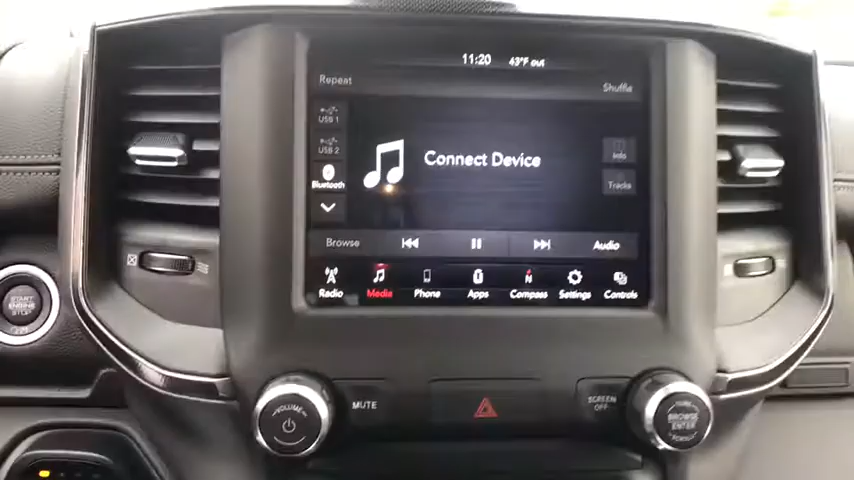 11:20 43°F out
Repeat
Shuffle
USB 1
USB 2
Bluetooth
Connect Device
Info
Tracks
Browse
Audio
Radio Media Phone Apps Compass Settings Controls
START
ENGINE
STOP
VOLUME
MUTE
SCREEN
OFF
BROWSE
ENTER
SCROLL